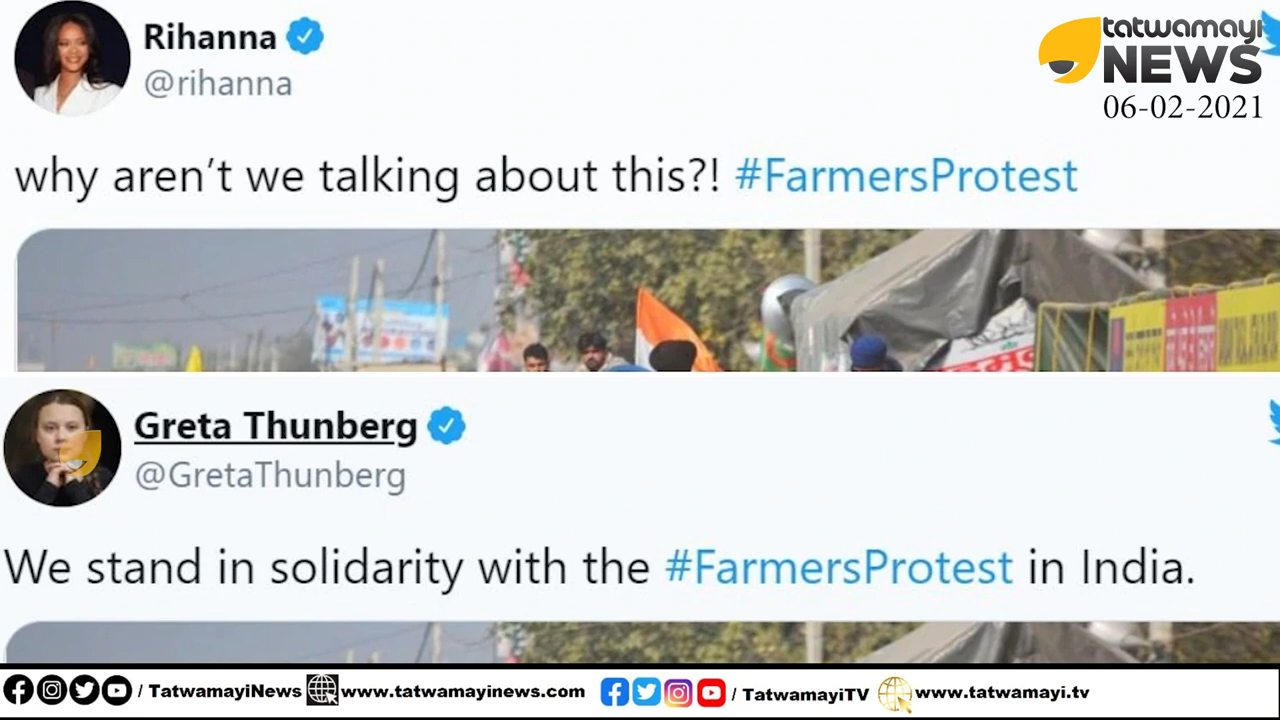 Rihanna
@rihanna
tatwamayi
NEWS
06-02-2021
why aren’t we talking about this?! #FarmersProtest
Greta Thunberg
@GretaThunberg
We stand in solidarity with the #FarmersProtest in India.
/ TatwamayiNews www.tatwamayinews.com / TatwamayiTV www.tatwamayi.tv